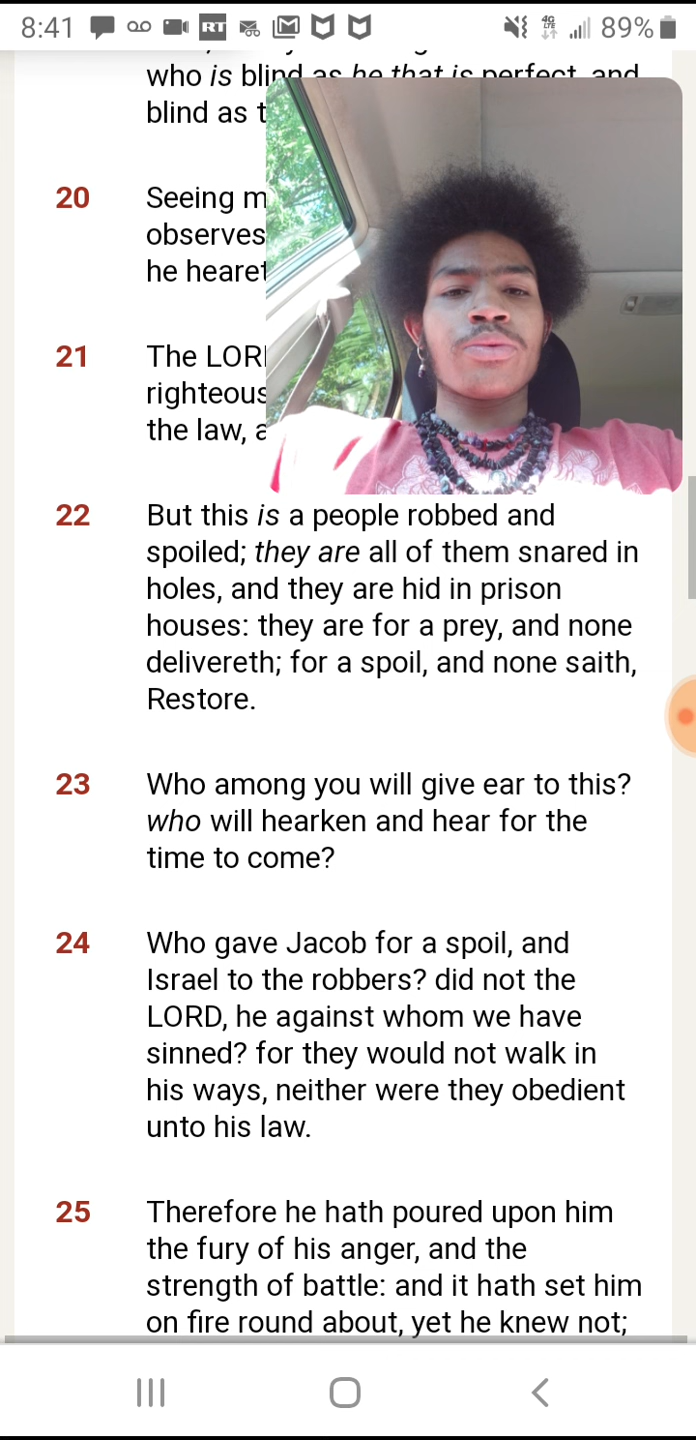 8:41 RT 4G LTE 89%
who is blind as he that is perfect, and
blind as t
20 Seeing m
observes
he hearet
21 The LOR
righteous
the law, a
22 But this is a people robbed and
spoiled; they are all of them snared in
holes, and they are hid in prison
houses: they are for a prey, and none
delivereth; for a spoil, and none saith,
Restore.
23 Who among you will give ear to this?
who will hearken and hear for the
time to come?
24 Who gave Jacob for a spoil, and
Israel to the robbers? did not the
LORD, he against whom we have
sinned? for they would not walk in
his ways, neither were they obedient
unto his law.
25 Therefore he hath poured upon him
the fury of his anger, and the
strength of battle: and it hath set him
on fire round about, yet he knew not;